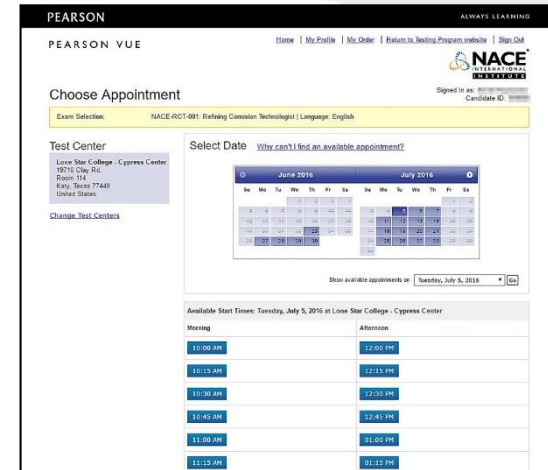 PEARSON
ALWAYS LEARNING
PEARSON VUE
Home | My Profile | My Order | Return to Testing Program website | Sign Out
NACE
INTERNATIONAL
INSTITUTE
Choose Appointment
Signed In as:
Candidate ID:
Exam Selection: NACE-RCT-001: Refining Corrosion Technologist | Language: English
Test Center
Lone Star College - Cypress Center
19710 Clay Rd.
Room 114
Katy, Texas 77449
United States
Change Test Centers
Select Date Why can't I find an available appointment?
June 2016 July 2016
Su Mo Tu We Th Fr Sa Su Mo Tu We Th Fr Sa
Show available appointments on Tuesday, July 5, 2016 Go
Available Start Times: Tuesday, July 5, 2016 at Lone Star College - Cypress Center
Morning Afternoon
10:00 AM 12:00 PM
10:15 AM 12:15 PM
10:30 AM 12:30 PM
10:45 AM 12:45 PM
11:00 AM 01:00 PM
11:15 AM 01:15 PM